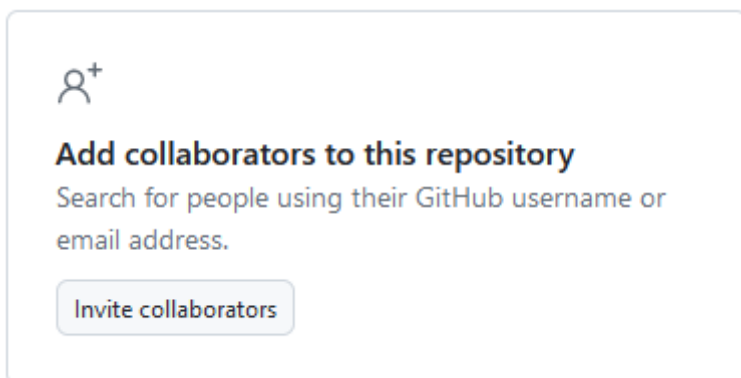 Add collaborators to this repository
Search for people using their GitHub username or
email address.
Invite collaborators